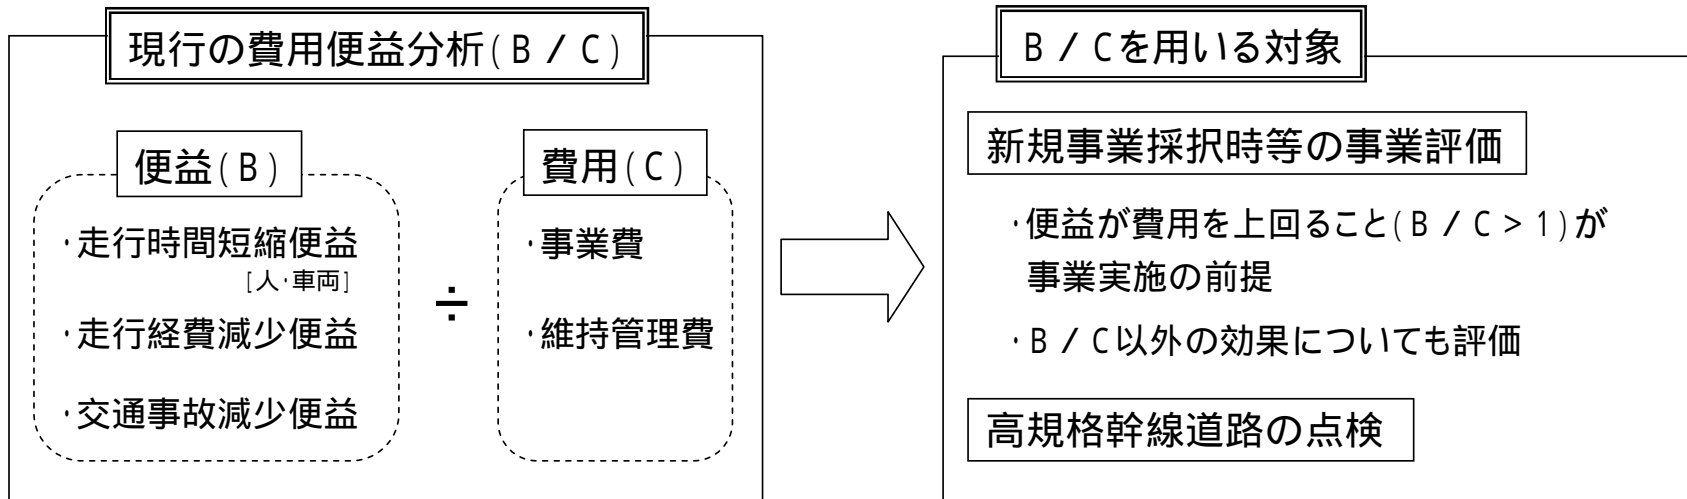 現行の費用便益分析(B/C)
便益(B)
・走行時間短縮便益
[人・車両]
・走行経費減少便益
・交通事故減少便益
÷
費用(C)
・事業費
・維持管理費
B/Cを用いる対象
新規事業採択時等の事業評価
・便益が費用を上回ること(B/C>1)が
事業実施の前提
・B/C以外の効果についても評価
高規格幹線道路の点検